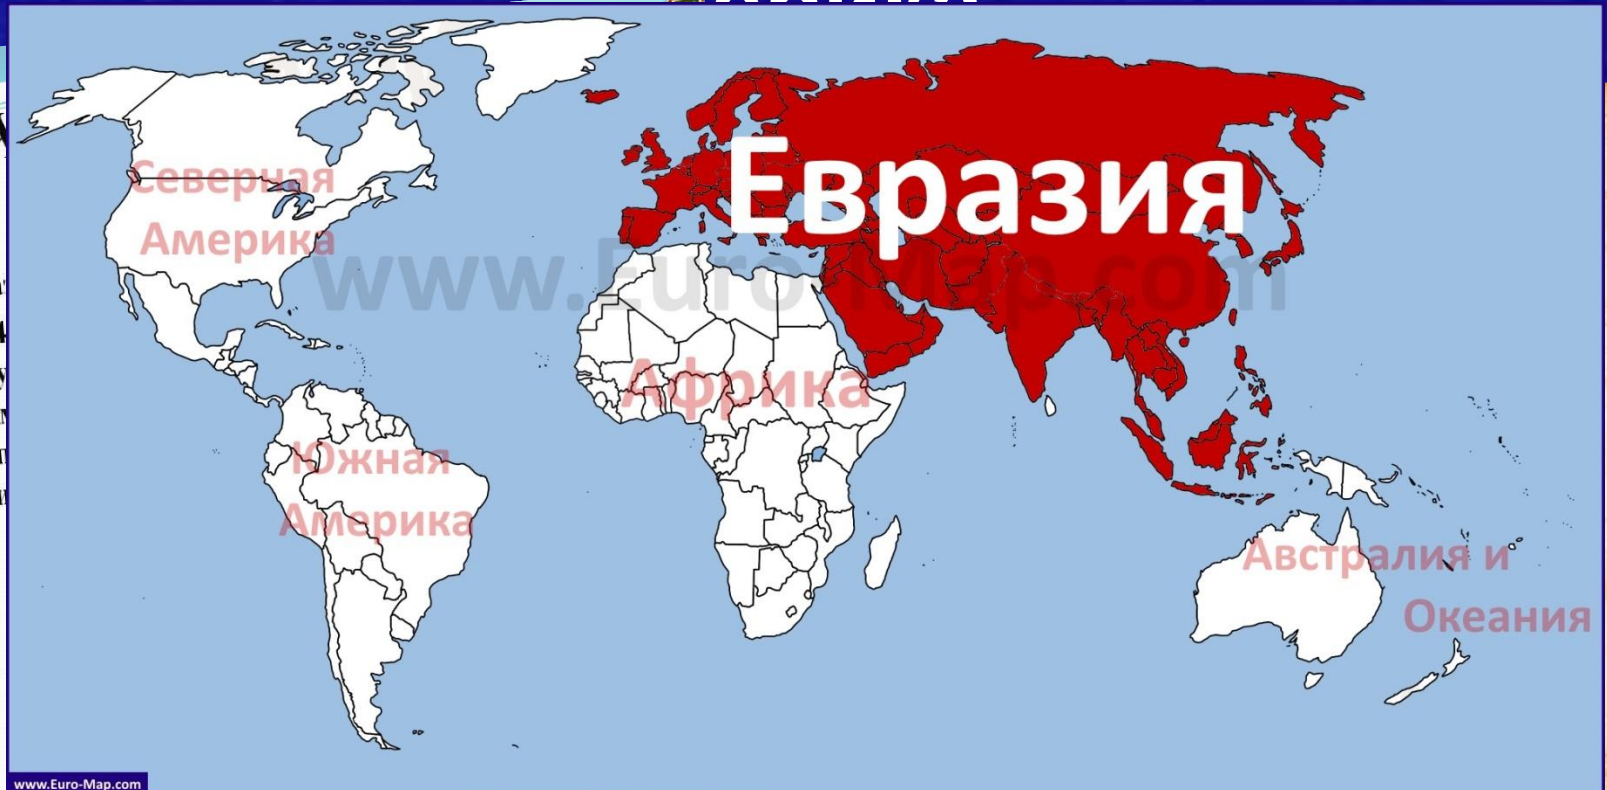 Евразия
Северная
Америка
www.Euro-Map.com
Африка
Южная
Америка
Австралия и
Океания
www.Euro-Map.com